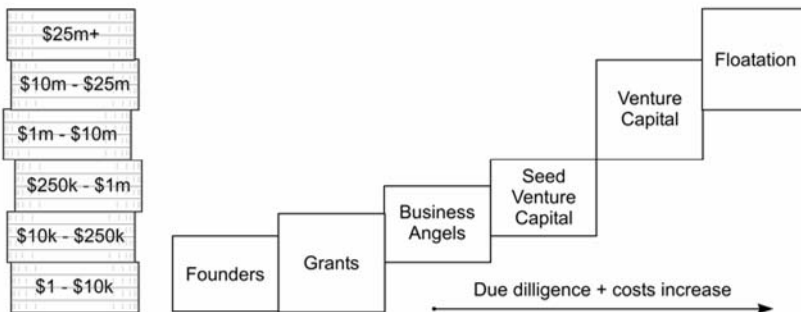 $25m+
$10m - $25m
$1m - $10m
$250k - $1m
$10k - $250k
$1 - $10k
Founders
Grants
Business
Angels
Seed
Venture
Capital
Venture
Capital
Floatation
Due dilligence + costs increase